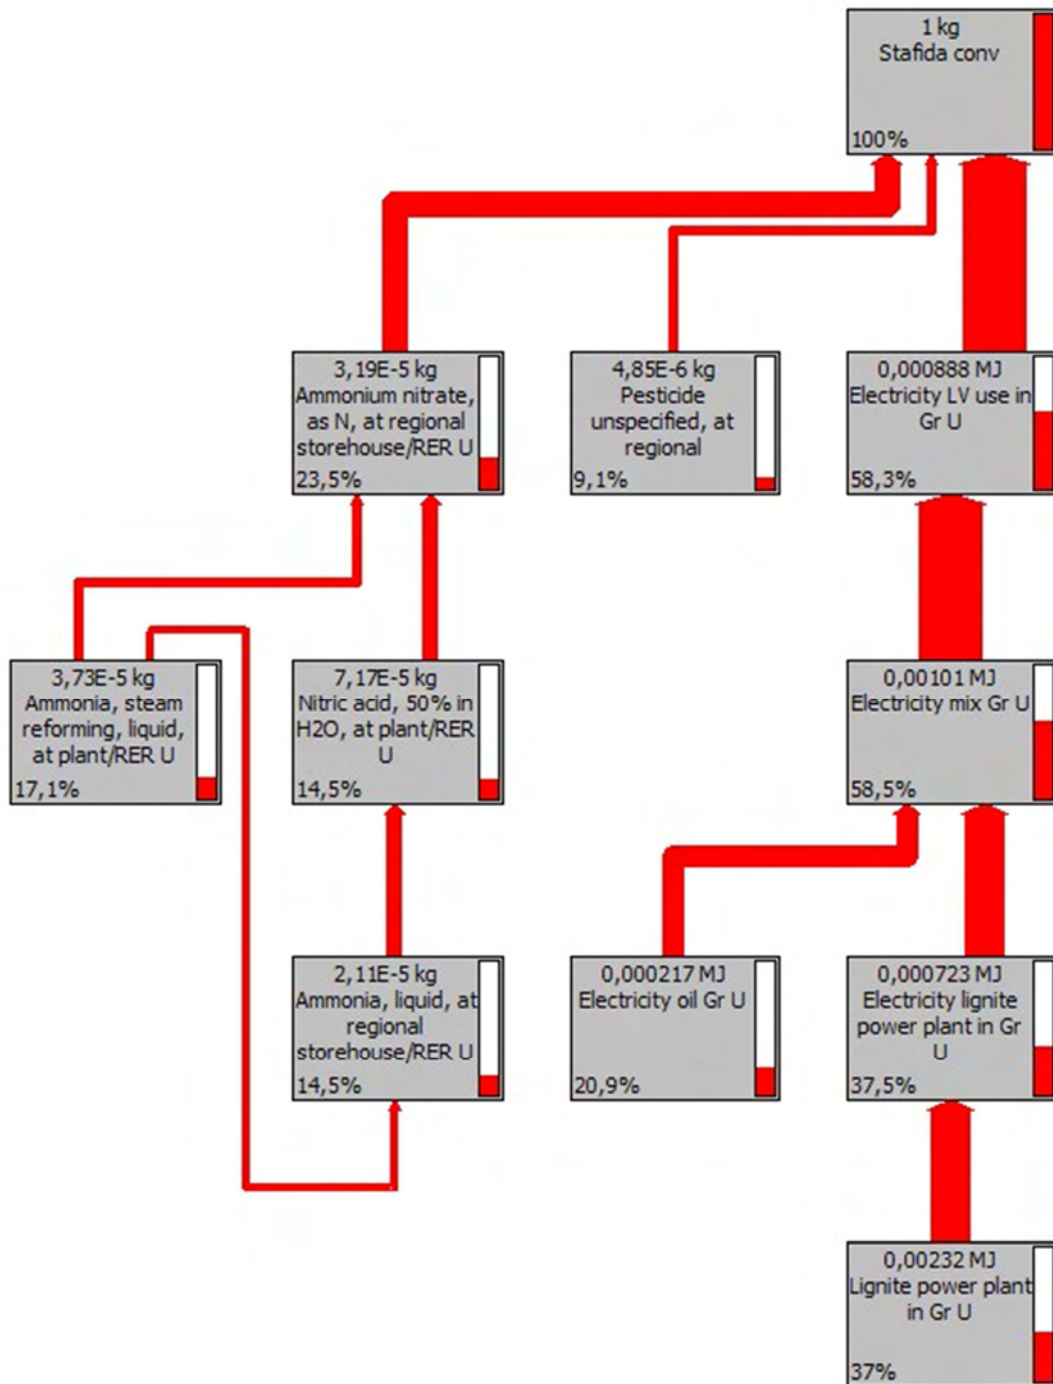 1 kg
Stafida conv
100%
3,19E-5 kg
Ammonium nitrate,
as N, at regional
storehouse/RER U
23,5%
4,85E-6 kg
Pesticide
unspecified, at
regional
9,1%
0,000888 MJ
Electricity LV use in
Gr U
58,3%
3,73E-5 kg
Ammonia, steam
reforming, liquid,
at plant/RER U
17,1%
7,17E-5 kg
Nitric acid, 50% in
H2O, at plant/RER
U
14,5%
0,00101 MJ
Electricity mix Gr U
58,5%
2,11E-5 kg
Ammonia, liquid, at
regional
storehouse/RER U
14,5%
0,000217 MJ
Electricity oil Gr U
20,9%
0,000723 MJ
Electricity lignite
power plant in Gr
U
37,5%
0,00232 MJ
Lignite power plant
in Gr U
37%